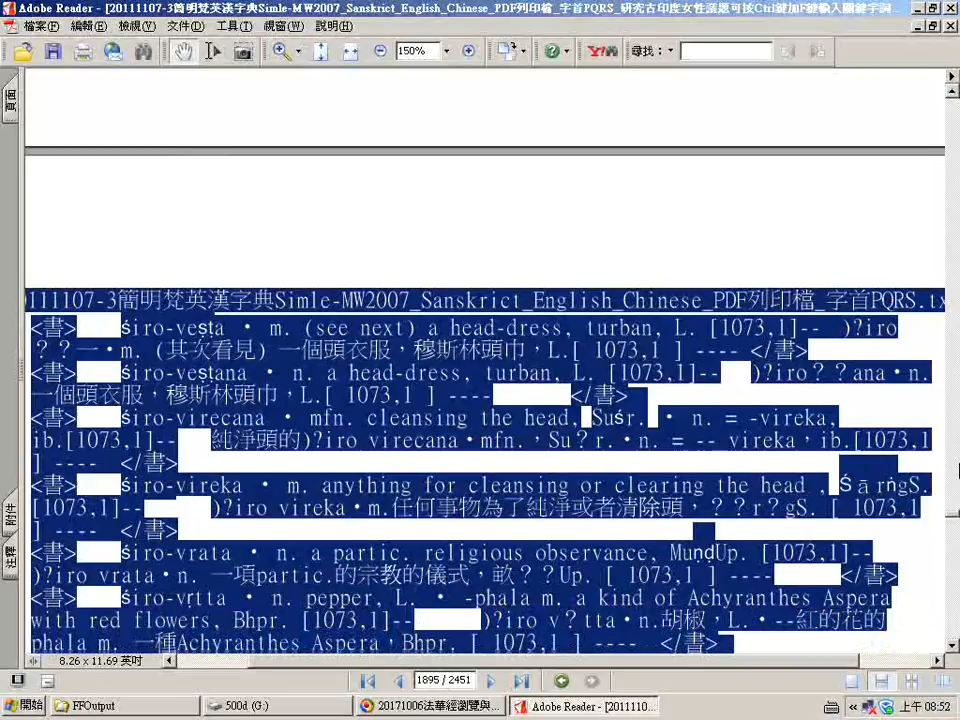 Adobe Reader - [20111107-3簡明梵英漢字典Simle-MW2007_Sanskrict_English_Chinese_PDF列印檔_字首PQRS_研究古印度女性議題可按Ctrl鍵加F鍵輸入關鍵字詞
檔案(F) 編輯(E) 檢視(V) 文件(D) 工具(T) 視窗(W) 說明(H)
150% Y! 尋找:
頁面
111107-3簡明梵英漢字典Simle-MW2007_Sanskrict_English_Chinese_PDF列印檔_字首PQRS.tx
<書> śiro-veṣṭa ・ m. (see next) a head-dress, turban, L. [1073,1]-- )?iro
??一・m. (其次看見) 一個頭衣服，穆斯林頭巾，L.[ 1073,1 ] ---- </書>
<書> śiro-veṣṭana ・ n. a head-dress, turban, L. [1073,1]-- )?iro??ana・n.
一個頭衣服，穆斯林頭巾，L.[ 1073,1 ] ---- </書>
<書> śiro-virecana ・ mfn. cleansing the head, Suśr. ・ n. = -vireka,
ib.[1073,1]-- 純淨頭的)?iro virecana・mfn.，Su?r.・n. = -- vireka，ib.[1073,1
] ---- </書>
<書> śiro-vireka ・ m. anything for cleansing or clearing the head , ŚārṅgS.
[1073,1]-- )?iro vireka・m.任何事物為了純淨或者清除頭，??r?gS. [ 1073,1
] ---- </書>
<書> śiro-vrata ・ n. a partic. religious observance, MuṇḍUp. [1073,1]--
)?iro vrata・n. 一項partic.的宗教的儀式，畝??Up. [ 1073,1 ] ---- </書>
<書> śiro-vṛtta ・ n. pepper, L. ・ -phala m. a kind of Achyranthes Aspera
with red flowers, Bhpr. [1073,1]-- )?iro v?tta・n.胡椒，L.・--紅的花的
phala m. 一種Achyranthes Aspera，Bhpr. [ 1073,1 ] ---- </書>
附件
注釋
8.26 x 11.69 英吋
1895 / 2451
開始 FFOutput 500d (G:) 20171006法華經瀏覽與... Adobe Reader - [2011110... 上午 08:52